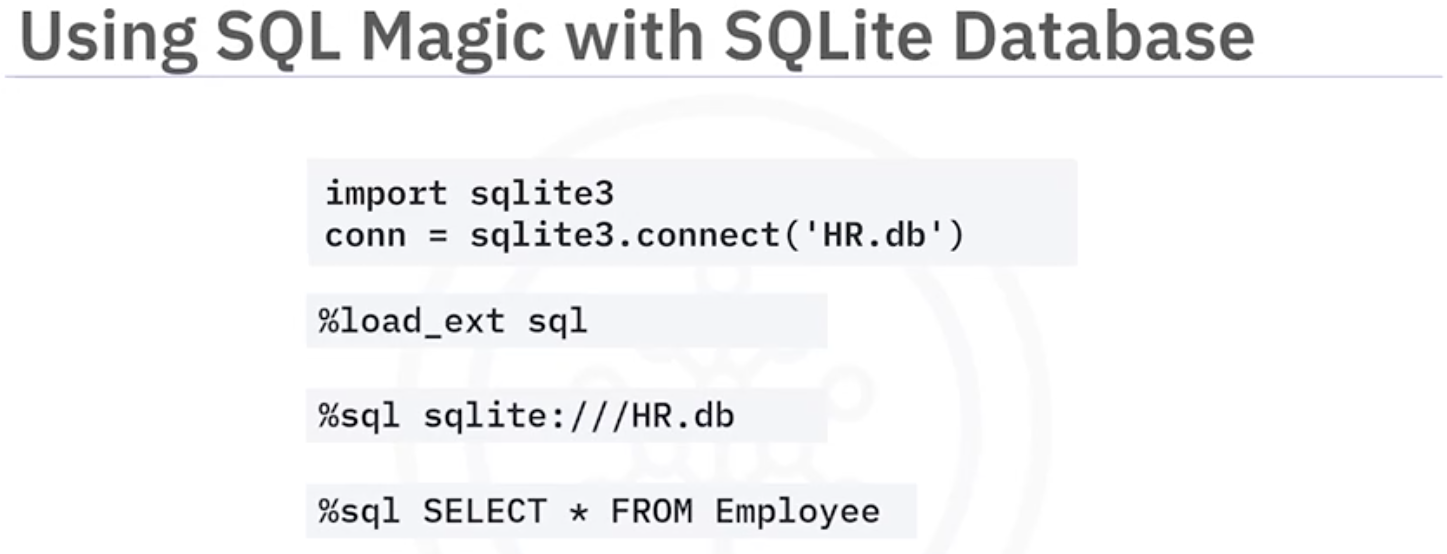 Using SQL Magic with SQLite Database
import sqlite3
conn = sqlite3.connect('HR.db')
%load_ext sql
%sql sqlite:///HR.db
%sql SELECT * FROM Employee